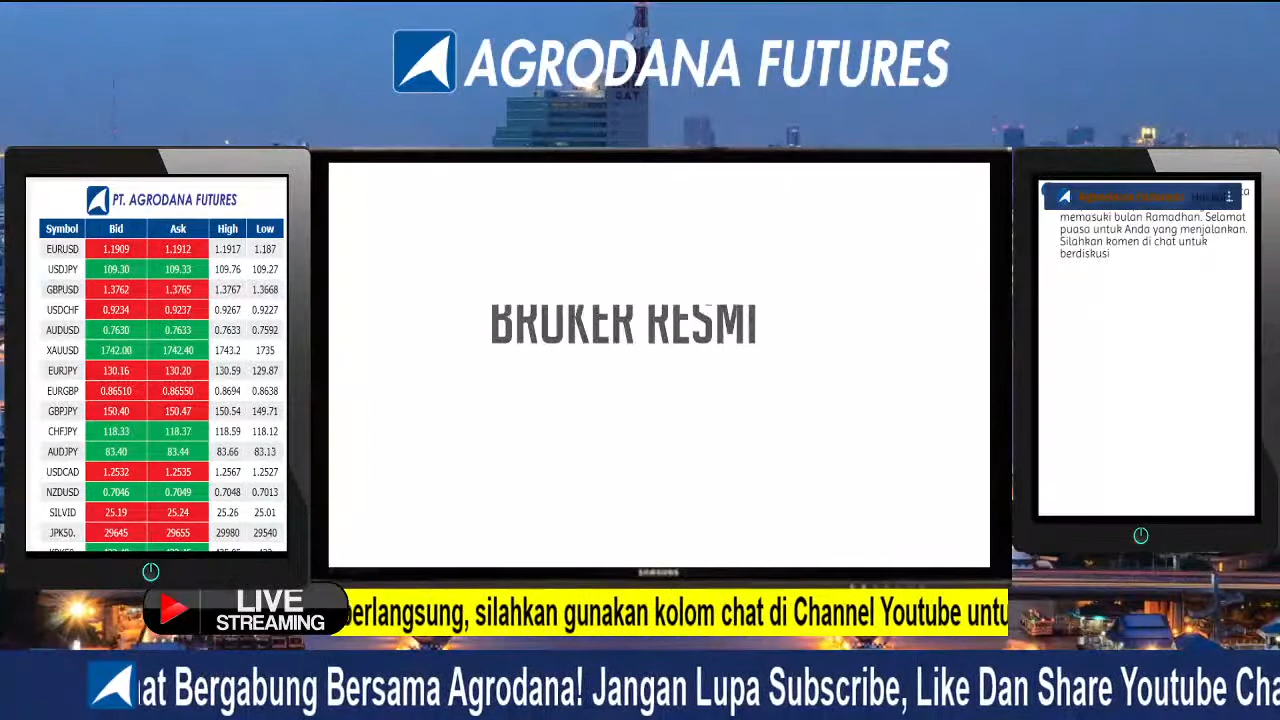 AGRODANA FUTURES
CAT
PT. AGRODANA FUTURES
Symbol Bid Ask High Low
EURUSD 1.1909 1.1912 1.1917 1.187
USDJPY 109.30 109.33 109.76 109.27
GBPUSD 1.3762 1.3765 1.3767 1.3668
USDCHF 0.9234 0.9237 0.9267 0.9227
AUDUSD 0.7630 0.7633 0.7633 0.7592
XAUUSD 1742.00 1742.40 1743.2 1735
EURJPY 130.16 130.20 130.59 129.87
EURGBP 0.86510 0.86550 0.8694 0.8638
GBPJPY 150.40 150.47 150.54 149.71
CHFJPY 118.33 118.37 118.59 118.12
AUDJPY 83.40 83.44 83.66 83.13
USDCAD 1.2532 1.2535 1.2567 1.2527
NZDUSD 0.7046 0.7049 0.7048 0.7013
SILVID 25.19 25.24 25.26 25.01
JPK50. 29645 29655 29980 29540
BROKER RESMI
SAMSUNG
memasuki bulan Ramadhan. Selamat
puasa untuk Anda yang menjalankan.
Silahkan komen di chat untuk
berdiskusi
LIVE
STREAMING
berlangsung, silahkan gunakan kolom chat di Channel Youtube untu
at Bergabung Bersama Agrodana! Jangan Lupa Subscribe, Like Dan Share Youtube Cha